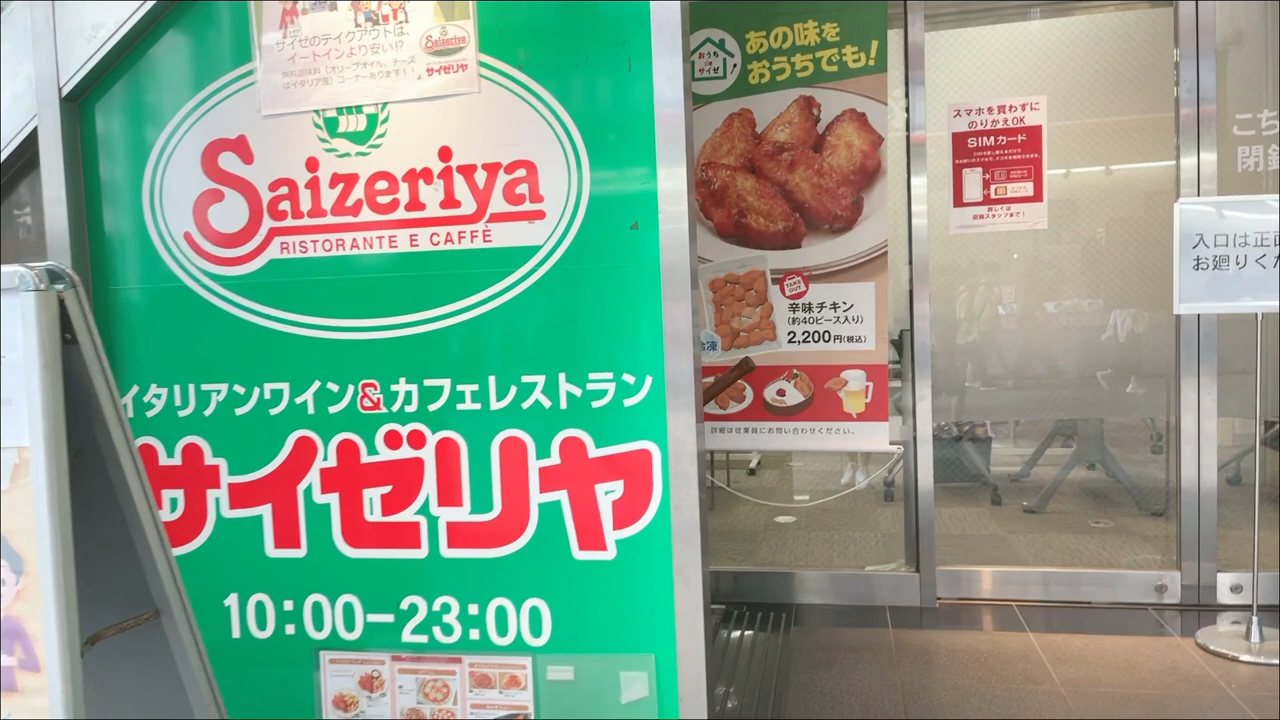 サイゼのテイクアウトは、
イートインより安い!?
無料調味料（オリーブオイル、チーズ
はイタリア産）コーナーあります！！
Saizeriya
サイゼリヤ
Saizeriya
RISTORANTE E CAFFÈ
イタリアンワイン&カフェレストラン
サイゼリヤ
10:00-23:00
おうち
de
サイゼ
!
あの味を
おうちでも!
TAKE
OUT
辛味チキン
(約40ピース入り)
2,200円(税込)
冷凍
詳細は従業員にお問い合わせください。
スマホを買わずに
のりかえOK
SIMカード
詳しくは
店舗スタッフまで！
こち
閉鎖
入口は正面
お廻りくだ